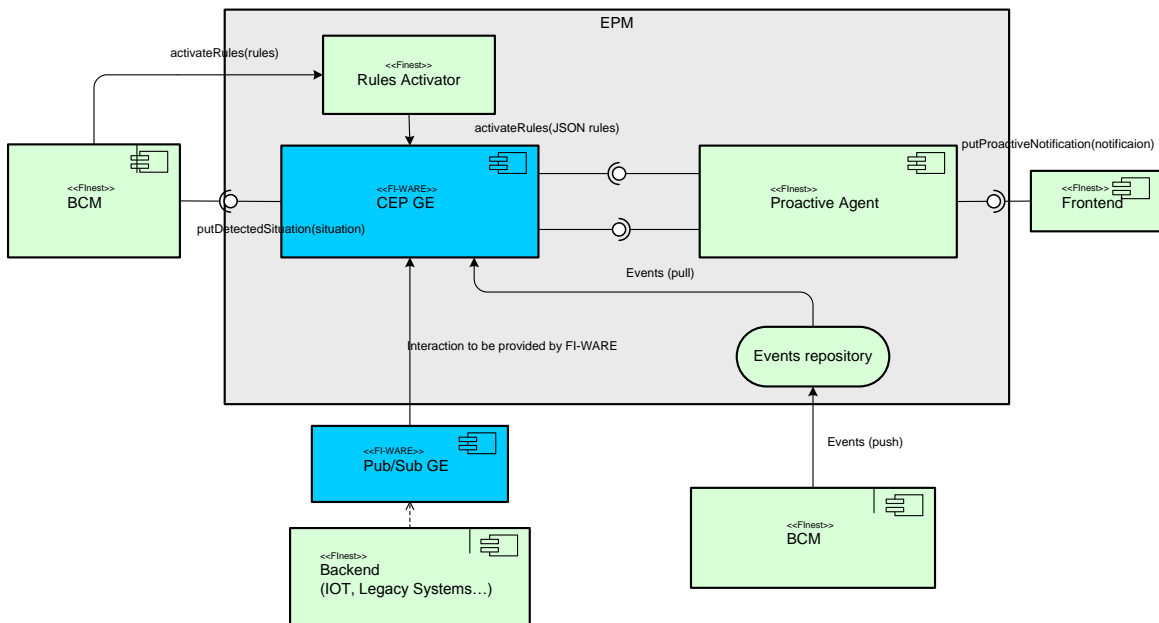 EPM
activateRules(rules)
<<FInest>>
Rules Activator
activateRules(JSON rules)
putProactiveNotification(notificaion)
<<FInest>>
BCM
<<FI-WARE>>
CEP GE
<<FInest>>
Proactive Agent
<<FInest>>
Frontend
putDetectedSituation(situation)
Events (pull)
Interaction to be provided by FI-WARE
Events repository
<<FI-WARE>>
Pub/Sub GE
Events (push)
<<FInest>>
BCM
<<FInest>>
Backend
(IOT, Legacy Systems…)